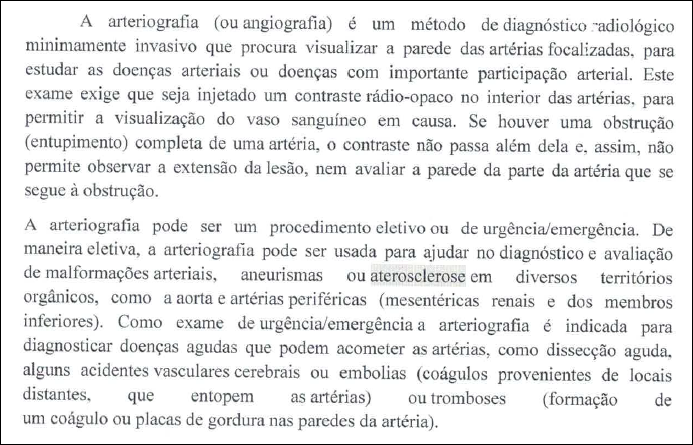 A arteriografia (ou angiografia) é um método de diagnóstico radiológico
minimamente invasivo que procura visualizar a parede das artérias focalizadas, para
estudar as doenças arteriais ou doenças com importante participação arterial. Este
exame exige que seja injetado um contraste rádio-opaco no interior das artérias, para
permitir a visualização do vaso sanguíneo em causa. Se houver uma obstrução
(entupimento) completa de uma artéria, o contraste não passa além dela e, assim, não
permite observar a extensão da lesão, nem avaliar a parede da parte da artéria que se
segue à obstrução.
A arteriografia pode ser um procedimento eletivo ou de urgência/emergência. De
maneira eletiva, a arteriografia pode ser usada para ajudar no diagnóstico e avaliação
de malformações arteriais, aneurismas ou aterosclerose em diversos territórios
orgânicos, como a aorta e artérias periféricas (mesentéricas renais e dos membros
inferiores). Como exame de urgência/emergência a arteriografia é indicada para
diagnosticar doenças agudas que podem acometer as artérias, como dissecção aguda,
alguns acidentes vasculares cerebrais ou embolias (coágulos provenientes de locais
distantes, que entopem as artérias) ou tromboses (formação de
um coágulo ou placas de gordura nas paredes da artéria).